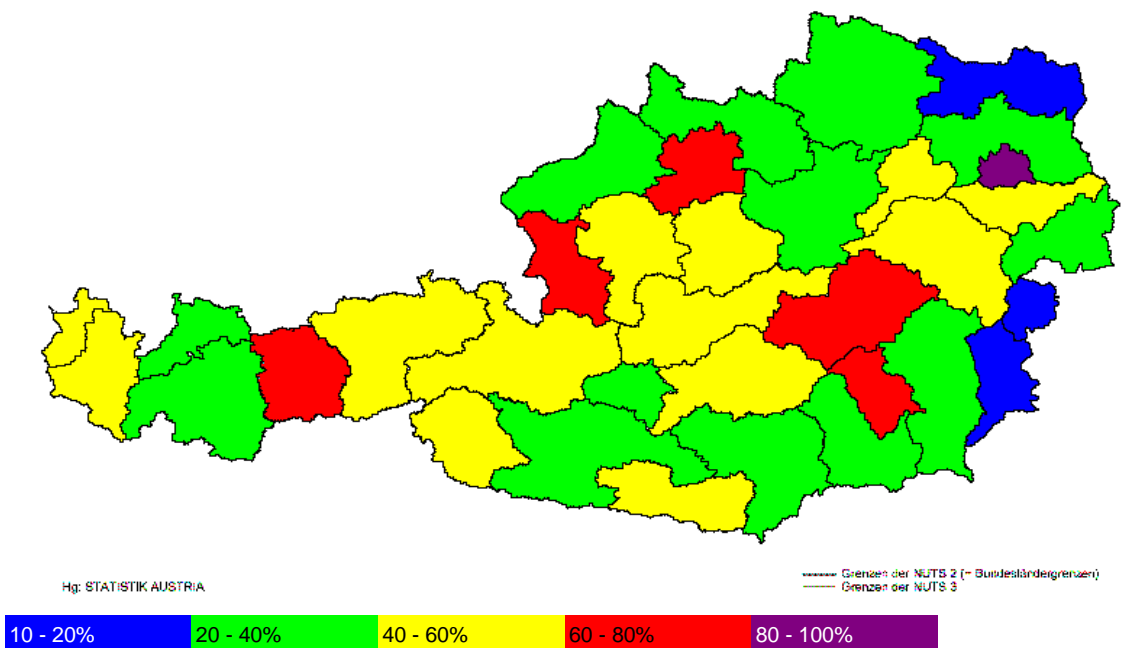 Hg: STATISTIK AUSTRIA
Grenzen der NUTS 2 (= Bundesländergrenzen)
Grenzen der NUTS 3
10 - 20%
20 - 40%
40 - 60%
60 - 80%
80 - 100%